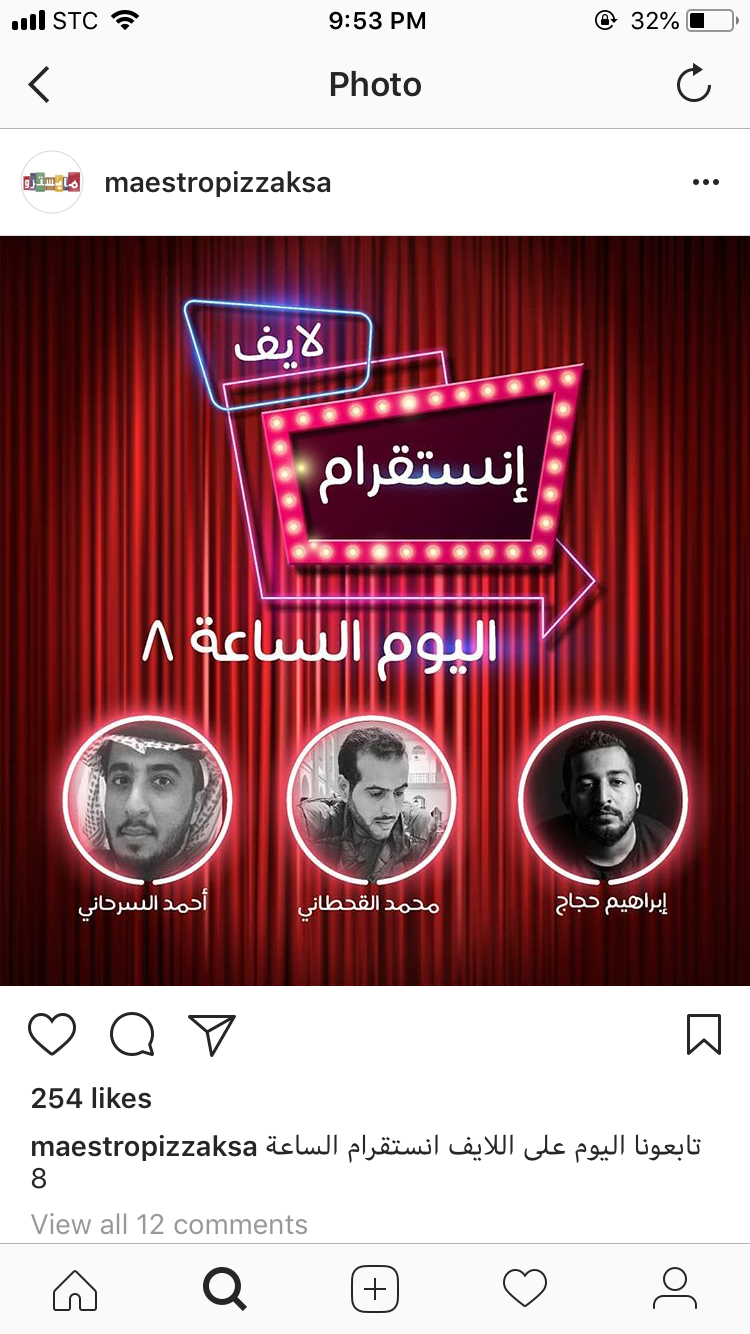 STC 9:53 PM 32%
Photo
مايسترو
maestropizzaksa
لايف
إنستقرام
اليوم الساعة ٨
أحمد السرحاني محمد القحطاني إبراهيم حجاج
254 likes
maestropizzaksa تابعونا اليوم على اللايف انستقرام الساعة
8
View all 12 comments